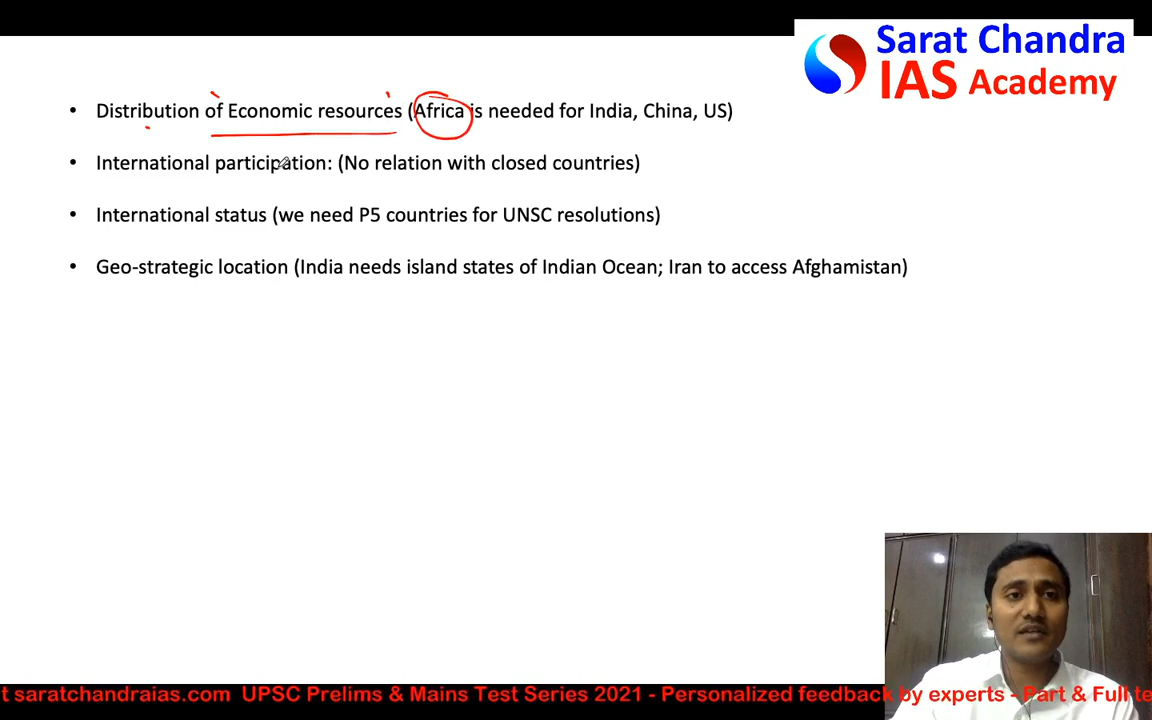 Sarat Chandra
IAS Academy
• Distribution of Economic resources (Africa is needed for India, China, US)
• International participation: (No relation with closed countries)
• International status (we need P5 countries for UNSC resolutions)
• Geo-strategic location (India needs island states of Indian Ocean; Iran to access Afghamistan)
t saratchandraias.com UPSC Prelims & Mains Test Series 2021 - Personalized feedback by experts - Part & Full te